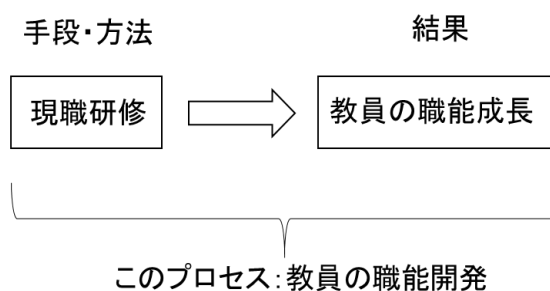 手段・方法
結果
現職研修
教員の職能成長
このプロセス:教員の職能開発